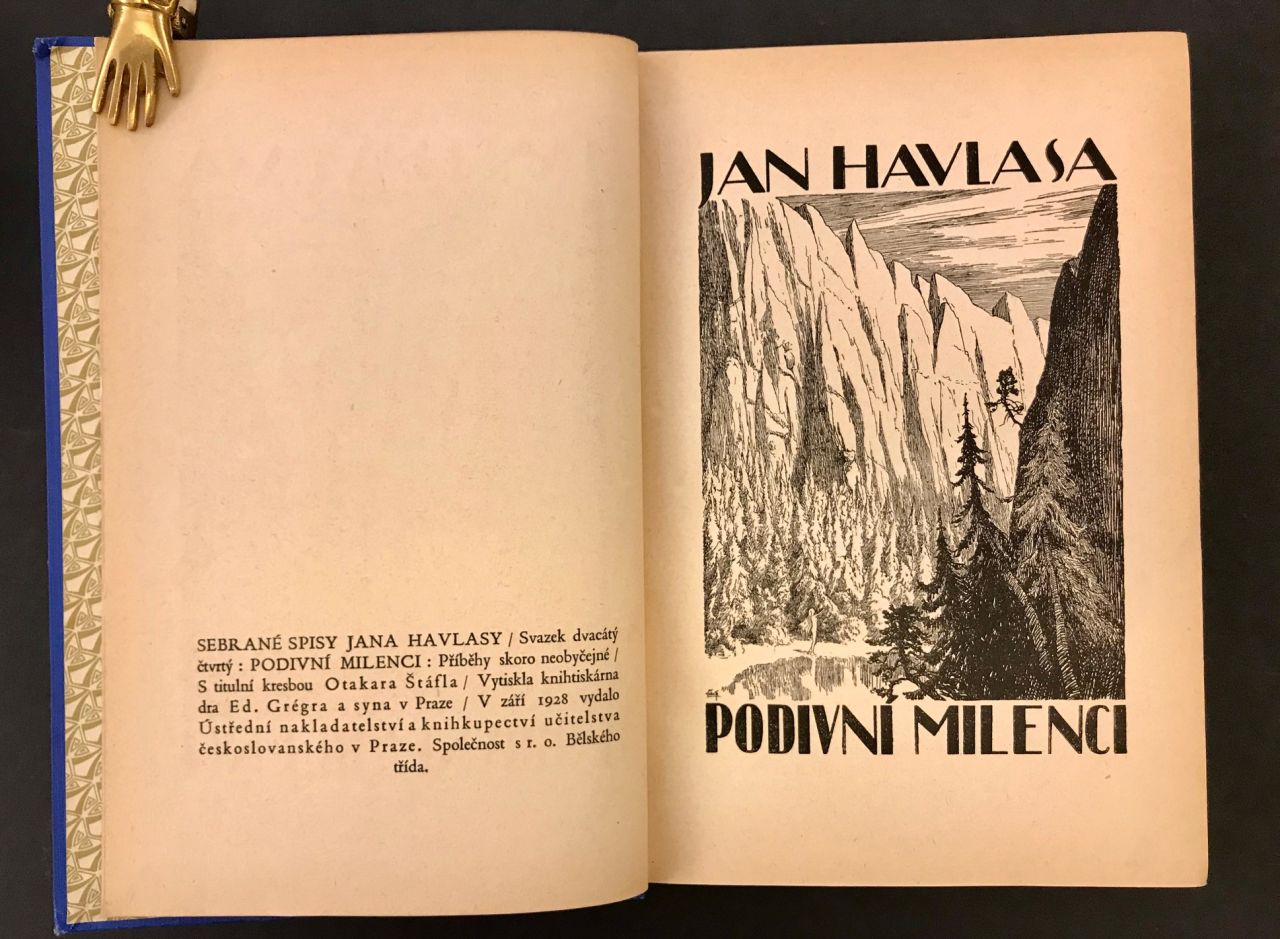 SEBRANÉ SPISY JANA HAVLASY / Svazek dvacátý
čtvrtý : PODIVNÍ MILENCI : Příběhy skoro neobyčejné /
S titulní kresbou Otakara Štáfla / Vytiskla knihtiskárna
dra Ed. Grégra a syna v Praze / V září 1928 vydalo
Ústřední nakladatelství a knihkupectví učitelstva
českoslovanského v Praze. Společnost s r. o. Bělského
třída.
JAN HAVLASA
PODIVNÍ MILENCI